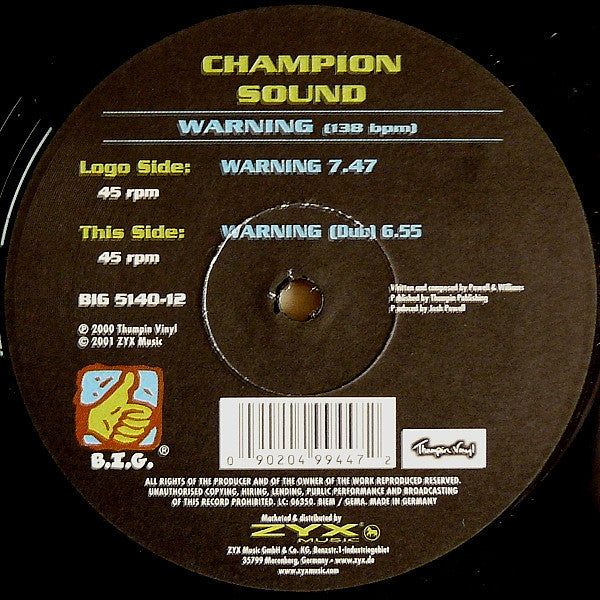 CHAMPION
SOUND
WARNING (138 bpm)
Logo Side: WARNING 7.47
45 rpm
This Side: WARNING (Dub) 6.55
45 rpm
BIG 5140-12
Written and composed by Powell & Williams
Published by Thumpin Publishing
Produced by Josh Powell
℗ 2000 Thumpin Vinyl
© 2001 ZYX Music
B.I.G.®
0 90204 99447 2
Thumpin Vinyl
ALL RIGHTS OF THE PRODUCER AND OF THE OWNER OF THE WORK REPRODUCED RESERVED.
UNAUTHORISED COPYING, HIRING, LENDING, PUBLIC PERFORMANCE AND BROADCASTING
OF THIS RECORD PROHIBITED. LC: 06350. BIEM / GEMA. MADE IN GERMANY
Marketed & distributed by
ZYX
MUSIC
ZYX Music GmbH & Co. KG, Benzstr.1-Industriegebiet
35799 Merenberg, Germany - www.zyx.de
www.zyxmusic.com